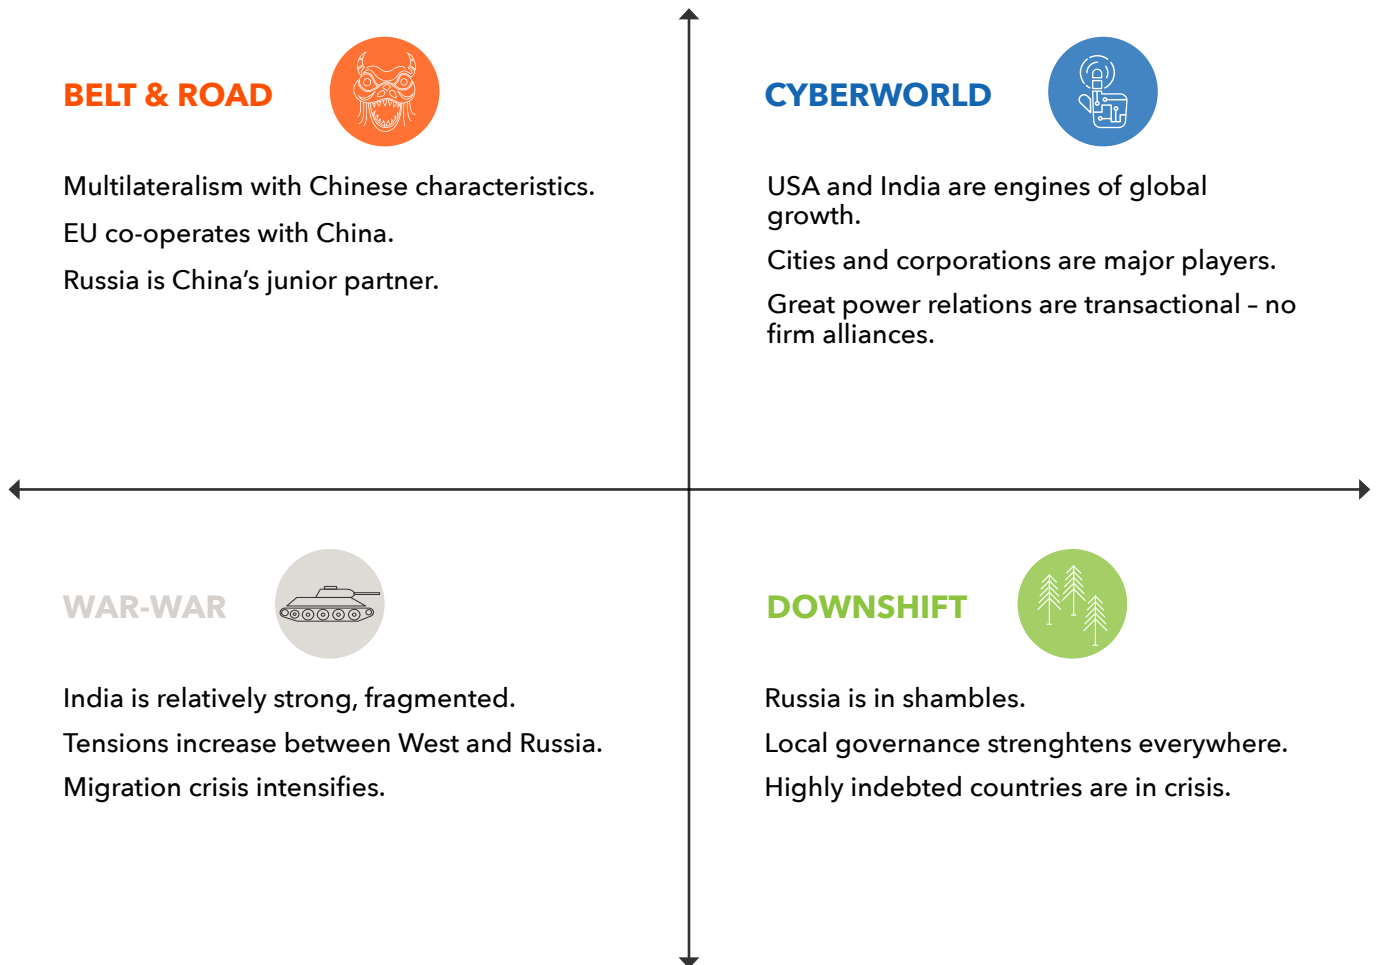 BELT & ROAD
Multilateralism with Chinese characteristics.
EU co-operates with China.
Russia is China’s junior partner.
CYBERWORLD
USA and India are engines of global
growth.
Cities and corporations are major players.
Great power relations are transactional – no
firm alliances.
WAR-WAR
India is relatively strong, fragmented.
Tensions increase between West and Russia.
Migration crisis intensifies.
DOWNSHIFT
Russia is in shambles.
Local governance strenghtens everywhere.
Highly indebted countries are in crisis.